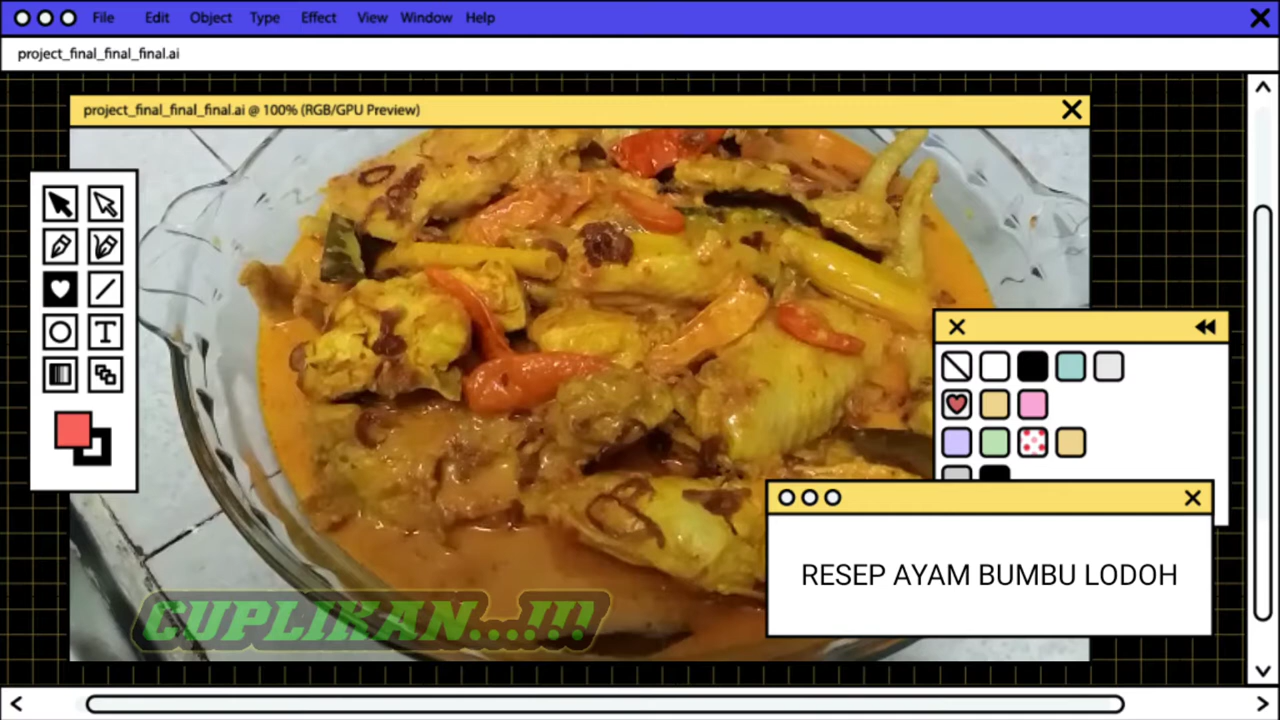 File Edit Object Type Effect View Window Help
project_final_final_final.ai
project_final_final_final.ai @ 100% (RGB/GPU Preview)
T
RESEP AYAM BUMBU LODOH
CUPLIKAN...!!!